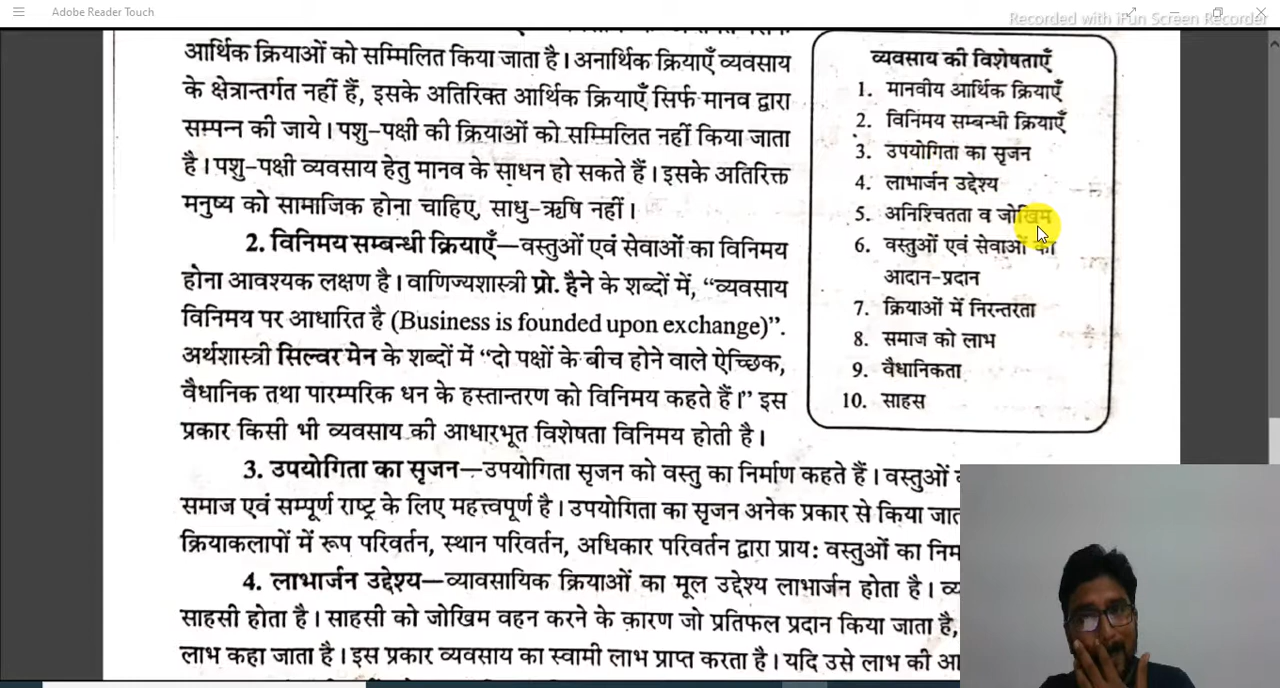 Adobe Reader Touch
Recorded with iFun Screen Recorder
आर्थिक क्रियाओं को सम्मिलित किया जाता है। अनार्थिक क्रियाएँ व्यवसाय
के क्षेत्रान्तर्गत नहीं हैं, इसके अतिरिक्त आर्थिक क्रियाएँ सिर्फ मानव द्वारा
सम्पन्न की जाये। पशु-पक्षी की क्रियाओं को सम्मिलित नहीं किया जाता
है। पशु-पक्षी व्यवसाय हेतु मानव के साधन हो सकते हैं। इसके अतिरिक्त
मनुष्य को सामाजिक होना चाहिए, साधु-ऋषि नहीं।
2. विनिमय सम्बन्धी क्रियाएँ—वस्तुओं एवं सेवाओं का विनिमय
होना आवश्यक लक्षण है। वाणिज्यशास्त्री प्रो. हैने के शब्दों में, “व्यवसाय
विनिमय पर आधारित है (Business is founded upon exchange)”.
अर्थशास्त्री सिल्वर मेन के शब्दों में “दो पक्षों के बीच होने वाले ऐच्छिक,
वैधानिक तथा पारम्परिक धन के हस्तान्तरण को विनिमय कहते हैं।” इस
प्रकार किसी भी व्यवसाय की आधारभूत विशेषता विनिमय होती है।
व्यवसाय की विशेषताएँ
1. मानवीय आर्थिक क्रियाएँ
2. विनिमय सम्बन्धी क्रियाएँ
3. उपयोगिता का सृजन
4. लाभार्जन उद्देश्य
5. अनिश्चितता व जोखिम
6. वस्तुओं एवं सेवाओं का
आदान-प्रदान
7. क्रियाओं में निरन्तरता
8. समाज को लाभ
9. वैधानिकता
10. साहस
3. उपयोगिता का सृजन—उपयोगिता सृजन को वस्तु का निर्माण कहते हैं। वस्तुओं
समाज एवं सम्पूर्ण राष्ट्र के लिए महत्त्वपूर्ण है। उपयोगिता का सृजन अनेक प्रकार से किया
क्रियाकलापों में रूप परिवर्तन, स्थान परिवर्तन, अधिकार परिवर्तन द्वारा प्राय: वस्तुओं का
4. लाभार्जन उद्देश्य—व्यावसायिक क्रियाओं का मूल उद्देश्य लाभार्जन होता है।
साहसी होता है। साहसी को जोखिम वहन करने के कारण जो प्रतिफल प्रदान किया जाता है,
लाभ कहा जाता है। इस प्रकार व्यवसाय का स्वामी लाभ प्राप्त करता है। यदि उसे लाभ की